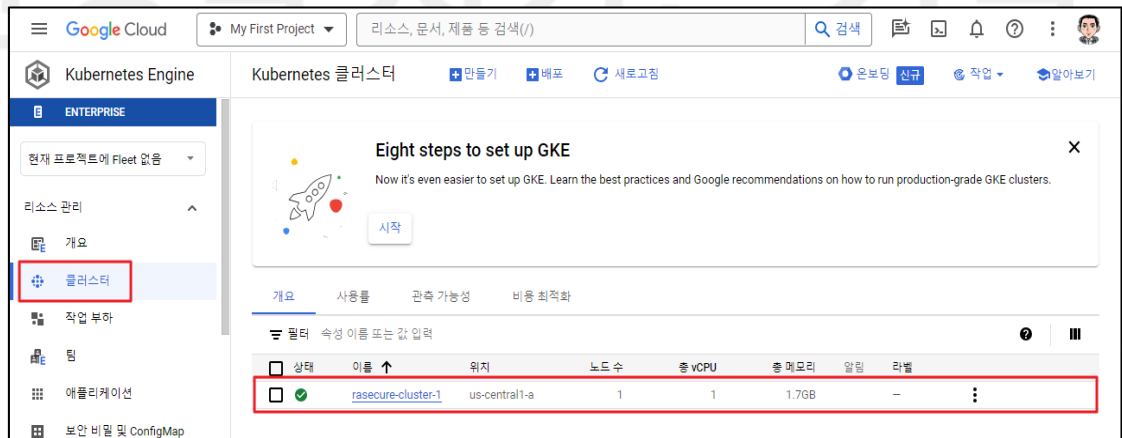 Google Cloud
My First Project
리소스, 문서, 제품 등 검색(/)
검색
Kubernetes Engine
Kubernetes 클러스터
만들기
배포
새로고침
온보딩 신규
작업
알아보기
ENTERPRISE
현재 프로젝트에 Fleet 없음
리소스 관리
개요
클러스터
작업 부하
팀
애플리케이션
보안 비밀 및 ConfigMap
Eight steps to set up GKE
Now it's even easier to set up GKE. Learn the best practices and Google recommendations on how to run production-grade GKE clusters.
시작
개요 사용률 관측 가능성 비용 최적화
필터 속성 이름 또는 값 입력
상태 이름 위치 노드 수 총 vCPU 총 메모리 알림 라벨
rasecure-cluster-1 us-central1-a 1 1 1.7GB –